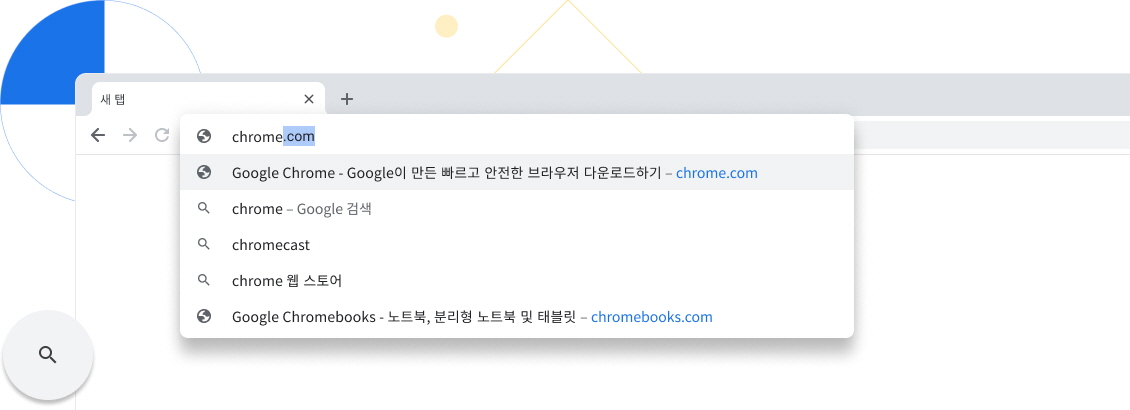 새 탭
chrome.com
Google Chrome - Google이 만든 빠르고 안전한 브라우저 다운로드하기 – chrome.com
chrome – Google 검색
chromecast
chrome 웹 스토어
Google Chromebooks - 노트북, 분리형 노트북 및 태블릿 – chromebooks.com